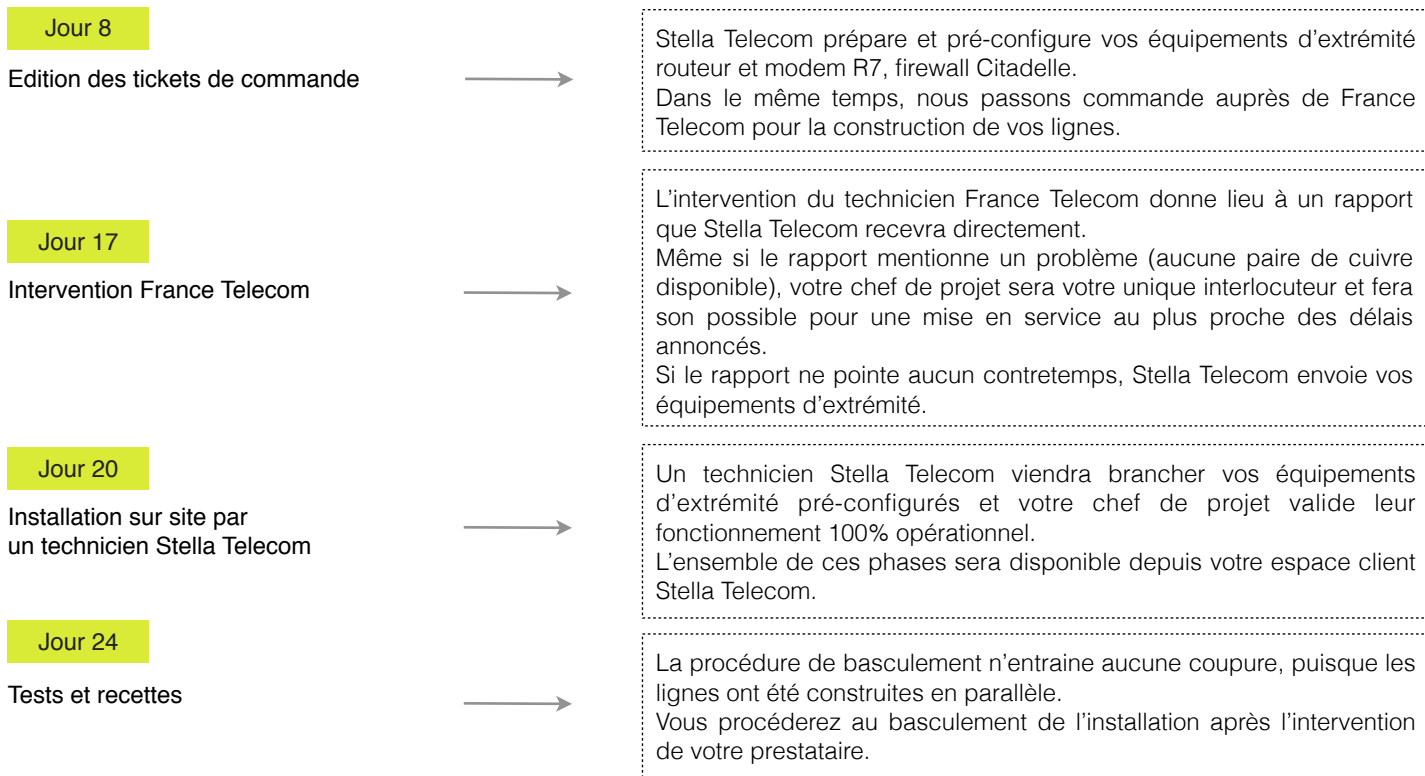 Jour 8
Edition des tickets de commande
Stella Telecom prépare et pré-configure vos équipements d'extrémité
routeur et modem R7, firewall Citadelle.
Dans le même temps, nous passons commande auprès de France
Telecom pour la construction de vos lignes.
Jour 17
Intervention France Telecom
L'intervention du technicien France Telecom donne lieu à un rapport
que Stella Telecom recevra directement.
Même si le rapport mentionne un problème (aucune paire de cuivre
disponible), votre chef de projet sera votre unique interlocuteur et fera
son possible pour une mise en service au plus proche des délais
annoncés.
Si le rapport ne pointe aucun contretemps, Stella Telecom envoie vos
équipements d'extrémité.
Jour 20
Installation sur site par
un technicien Stella Telecom
Un technicien Stella Telecom viendra brancher vos équipements
d'extrémité pré-configurés et votre chef de projet valide leur
fonctionnement 100% opérationnel.
L'ensemble de ces phases sera disponible depuis votre espace client
Stella Telecom.
Jour 24
Tests et recettes
La procédure de basculement n'entraine aucune coupure, puisque les
lignes ont été construites en parallèle.
Vous procéderez au basculement de l'installation après l'intervention
de votre prestataire.